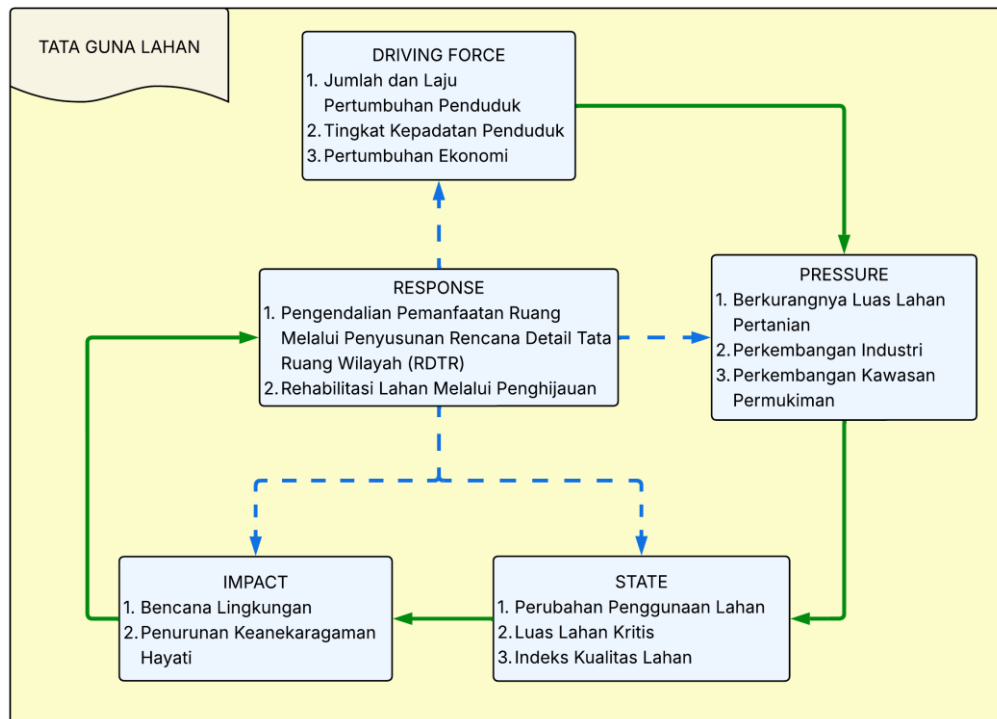 TATA GUNA LAHAN
DRIVING FORCE
1. Jumlah dan Laju
Pertumbuhan Penduduk
2. Tingkat Kepadatan Penduduk
3. Pertumbuhan Ekonomi
RESPONSE
1. Pengendalian Pemanfaatan Ruang
Melalui Penyusunan Rencana Detail Tata
Ruang Wilayah (RDTR)
2. Rehabilitasi Lahan Melalui Penghijauan
PRESSURE
1. Berkurangnya Luas Lahan
Pertanian
2. Perkembangan Industri
3. Perkembangan Kawasan
Permukiman
IMPACT
1. Bencana Lingkungan
2. Penurunan Keanekaragaman
Hayati
STATE
1. Perubahan Penggunaan Lahan
2. Luas Lahan Kritis
3. Indeks Kualitas Lahan